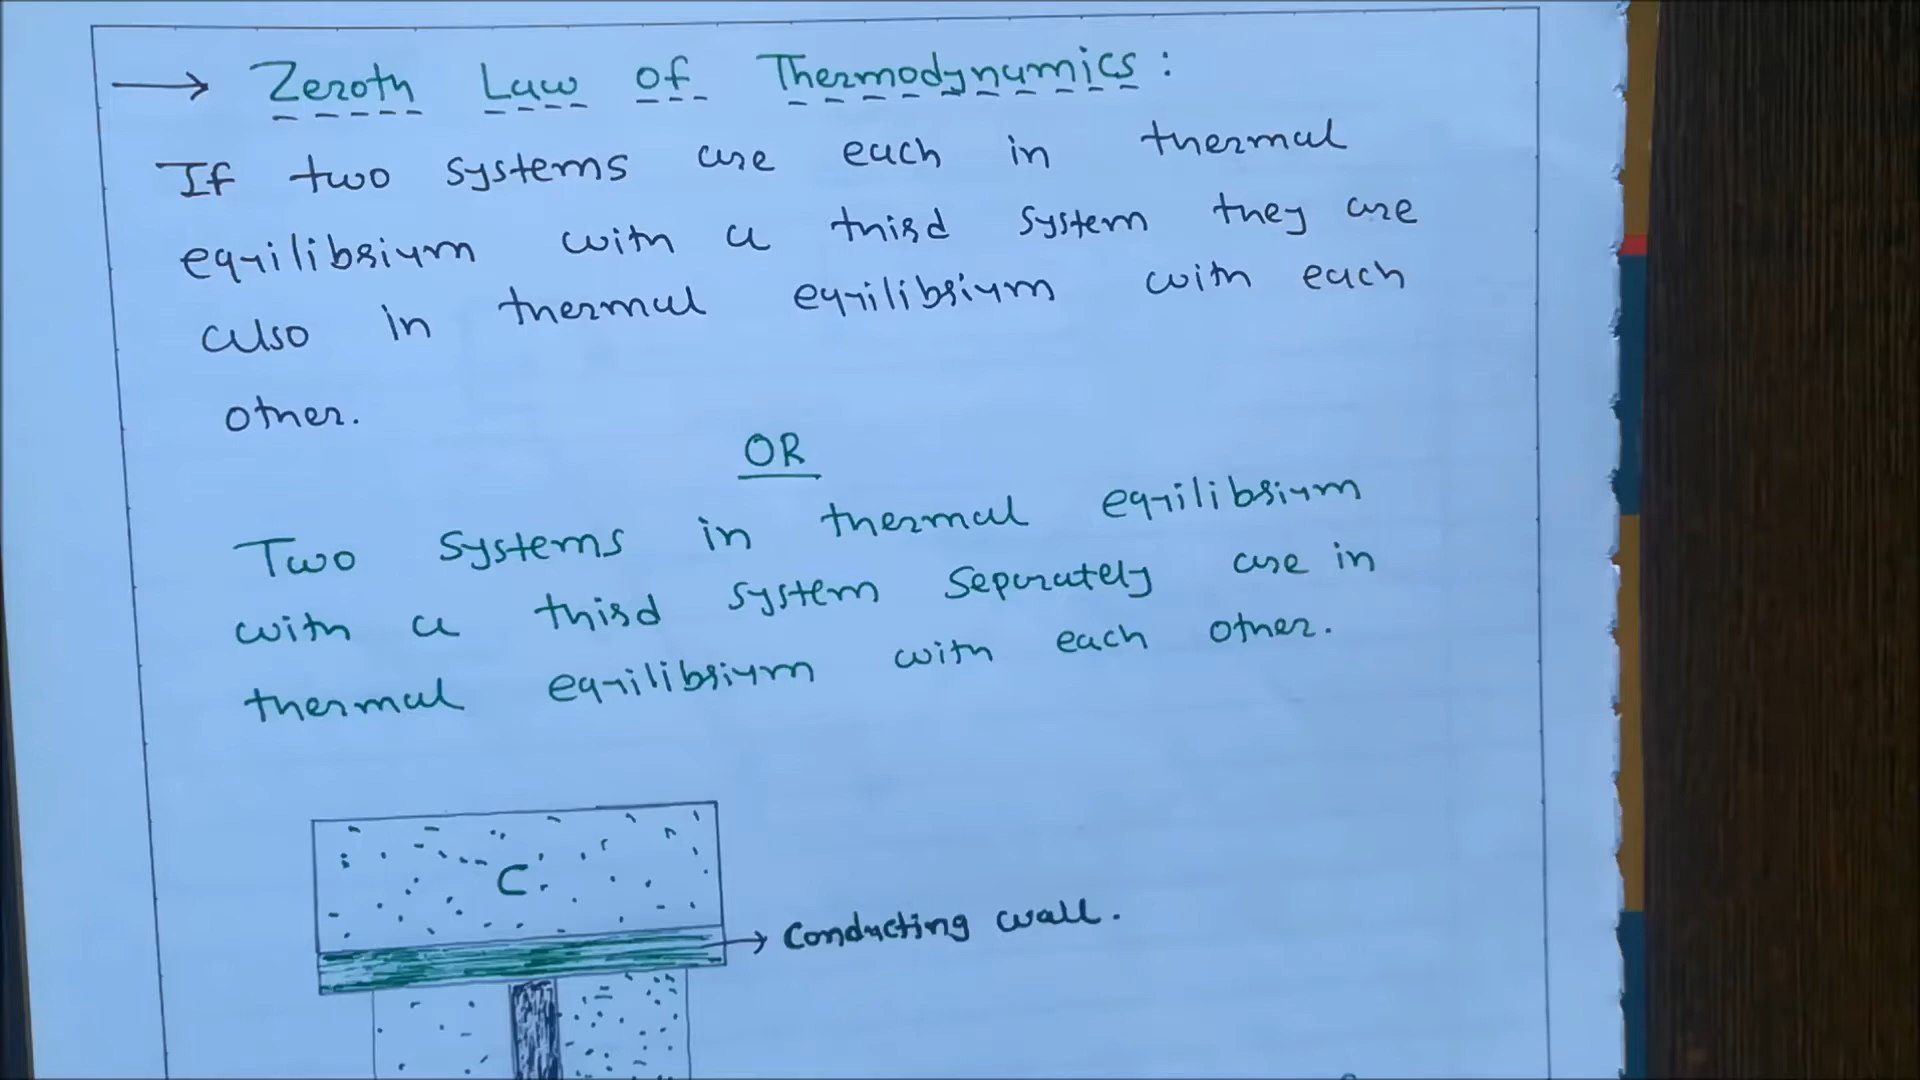 → Zeroth Law of Thermodynamics:
If two systems are each in thermal
equilibrium with a third system they are
also in thermal equilibrium with each
other.
OR
Two systems in thermal equilibrium
with a third system seperately are in
thermal equilibrium with each other.
C
→ Conducting wall.